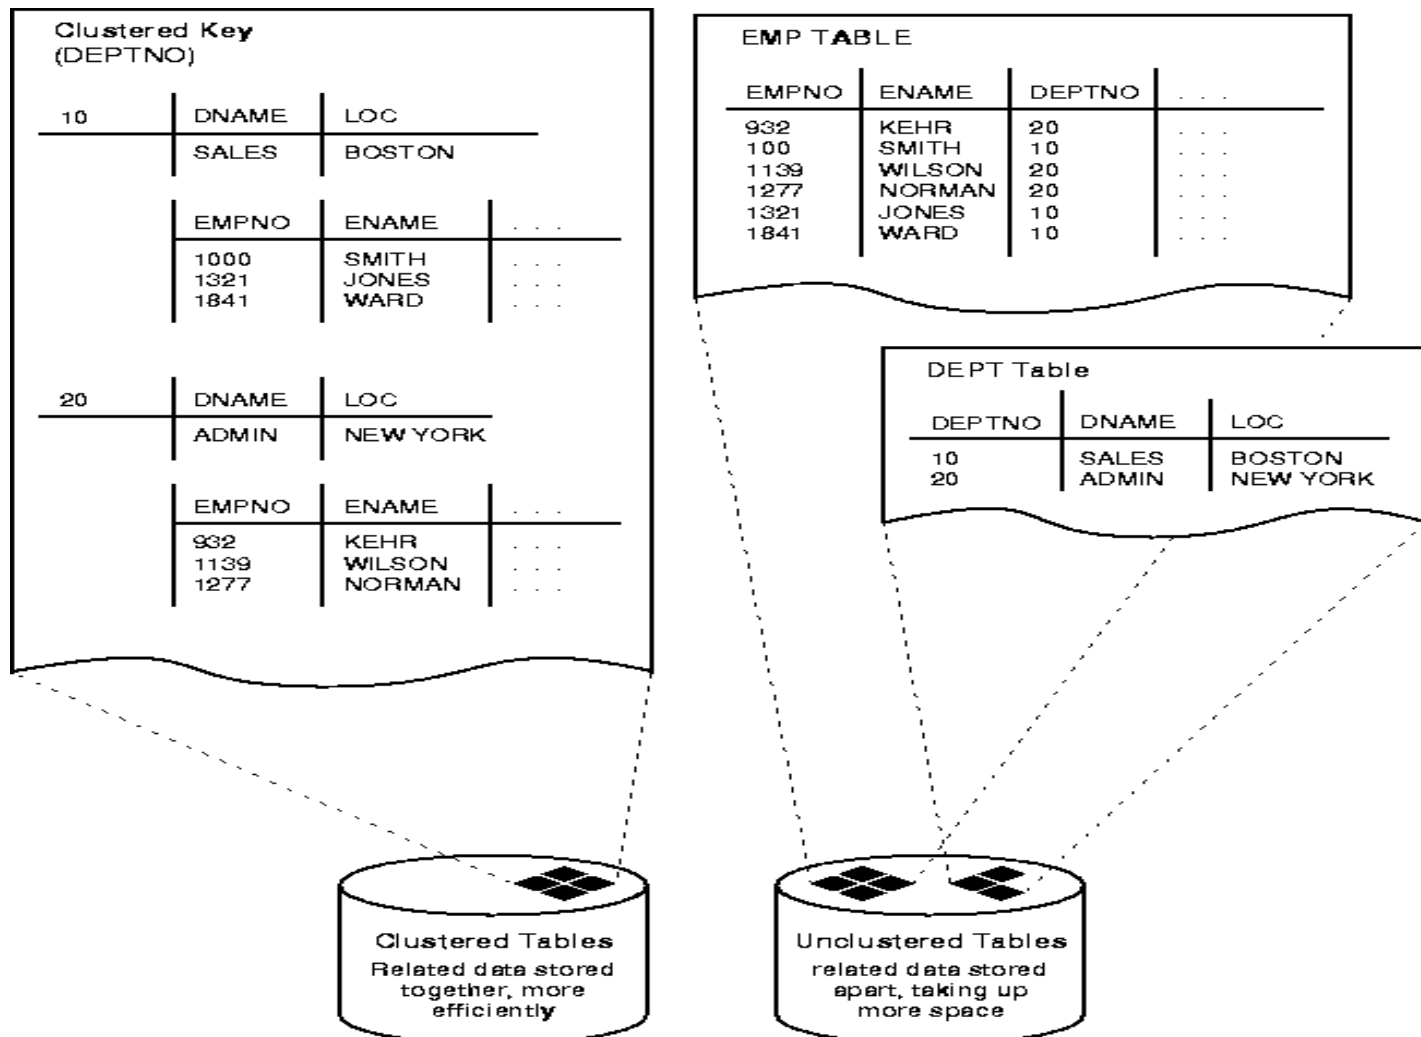 Clustered Key
(DEPTNO)
10 DNAME LOC
SALES BOSTON
EMPNO ENAME . . .
1000 SMITH . . .
1321 JONES . . .
1841 WARD . . .
20 DNAME LOC
ADMIN NEW YORK
EMPNO ENAME . . .
932 KEHR . . .
1139 WILSON . . .
1277 NORMAN . . .
EMP TABLE
EMPNO ENAME DEPTNO . . .
932 KEHR 20 . . .
100 SMITH 10 . . .
1139 WILSON 20 . . .
1277 NORMAN 20 . . .
1321 JONES 10 . . .
1841 WARD 10 . . .
DEPT Table
DEPTNO DNAME LOC
10 SALES BOSTON
20 ADMIN NEW YORK
Clustered Tables
Related data stored
together, more
efficiently
Unclustered Tables
related data stored
apart, taking up
more space